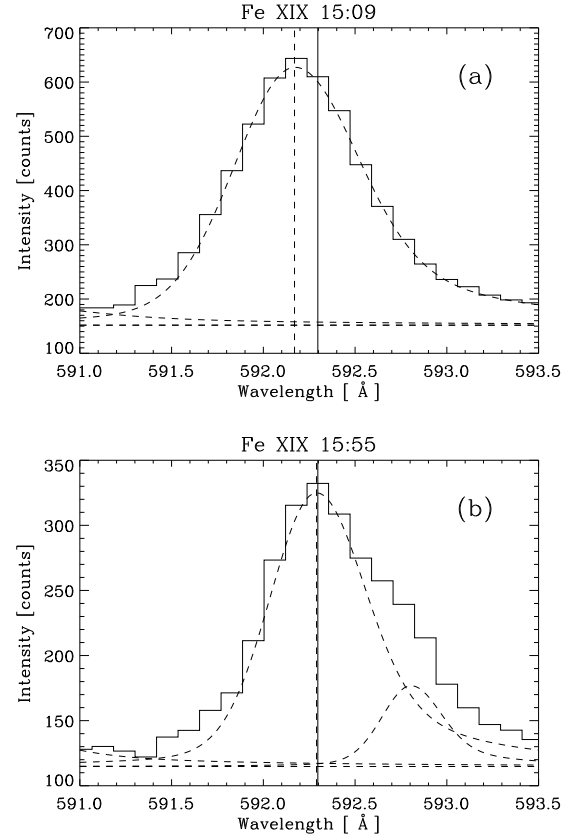 Fe XIX 15:09
700
600
500
400
300
200
100
Intensity [counts]
(a)
591.0 591.5 592.0 592.5 593.0 593.5
Wavelength [ Å ]
Fe XIX 15:55
350
300
250
200
150
100
Intensity [counts]
(b)
591.0 591.5 592.0 592.5 593.0 593.5
Wavelength [ Å ]